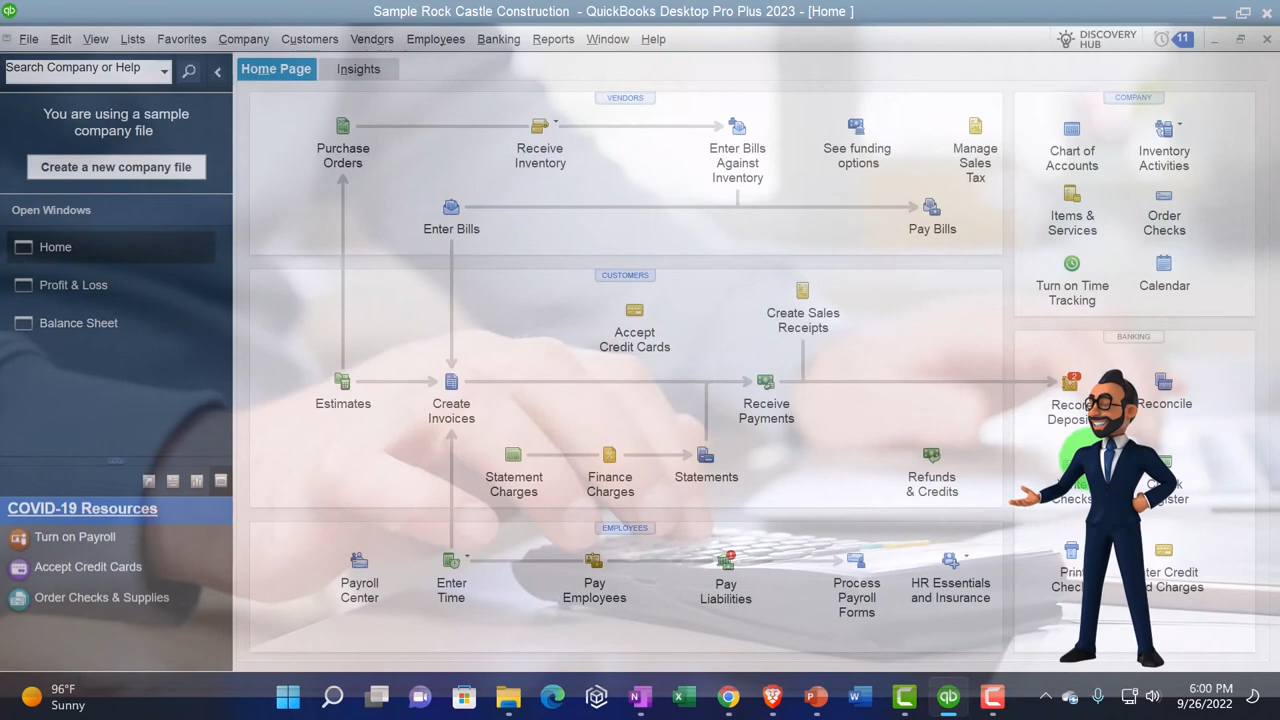 Sample Rock Castle Construction - QuickBooks Desktop Pro Plus 2023 - [Home ]
File Edit View Lists Favorites Company Customers Vendors Employees Banking Reports Window Help
DISCOVERY
HUB
11
Search Company or Help
Home Page
Insights
You are using a sample
company file
Create a new company file
Open Windows
Home
Profit & Loss
Balance Sheet
COVID-19 Resources
Turn on Payroll
Accept Credit Cards
Order Checks & Supplies
VENDORS
Purchase
Orders
Receive
Inventory
Enter Bills
Against
Inventory
See funding
options
Manage
Sales
Tax
Enter Bills
Pay Bills
CUSTOMERS
Create Sales
Receipts
Accept
Credit Cards
Estimates
Create
Invoices
Receive
Payments
Statement
Charges
Finance
Charges
Statements
Refunds
& Credits
EMPLOYEES
Payroll
Center
Enter
Time
Pay
Employees
1
Pay
Liabilities
Process
Payroll
Forms
HR Essentials
and Insurance
COMPANY
Chart of
Accounts
Inventory
Activities
Items &
Services
Order
Checks
Turn on Time
Tracking
Calendar
BANKING
2
Reconcile
96°F
Sunny
qb
6:00 PM
9/26/2022